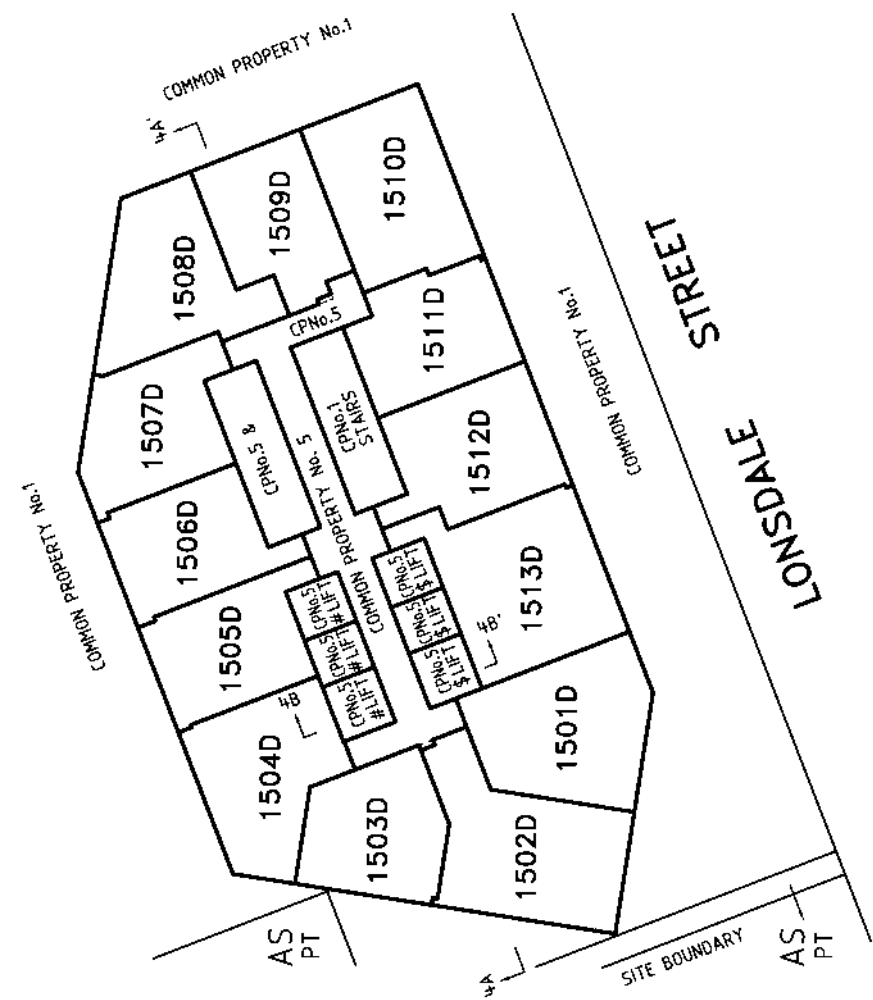 COMMON PROPERTY No.1
4A'
1510D
1509D
1508D
CPNo.5
1511D
1507D
CPNo.5 &
CPNo.1
STAIRS
COMMON PROPERTY No. 5
1512D
COMMON PROPERTY No.1
LONSDALE STREET
COMMON PROPERTY No.1
1506D
1505D
CPNo.5
# LIFT
CPNo.5
# LIFT
CPNo.5
# LIFT
CPNo.5
$ LIFT
CPNo.5
$ LIFT
CPNo.5
$ LIFT
4B'
4B
1513D
1504D
1501D
1503D
1502D
AS
PT
4A
SITE BOUNDARY
AS
PT